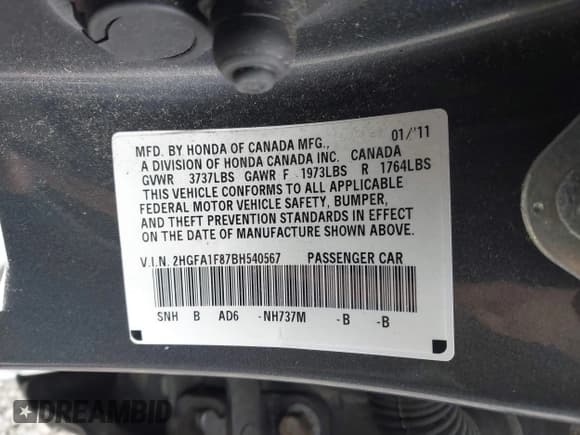 01/'11
MFD. BY HONDA OF CANADA MFG.,
A DIVISION OF HONDA CANADA INC. CANADA
GVWR 3737LBS GAWR F 1973LBS R 1764LBS
THIS VEHICLE CONFORMS TO ALL APPLICABLE
FEDERAL MOTOR VEHICLE SAFETY, BUMPER,
AND THEFT PREVENTION STANDARDS IN EFFECT
ON THE DATE OF MANUFACTURE SHOWN ABOVE.
V.I.N. 2HGFA1F87BH540567 PASSENGER CAR
SNH B AD6 -NH737M -B -B
DREAMBID